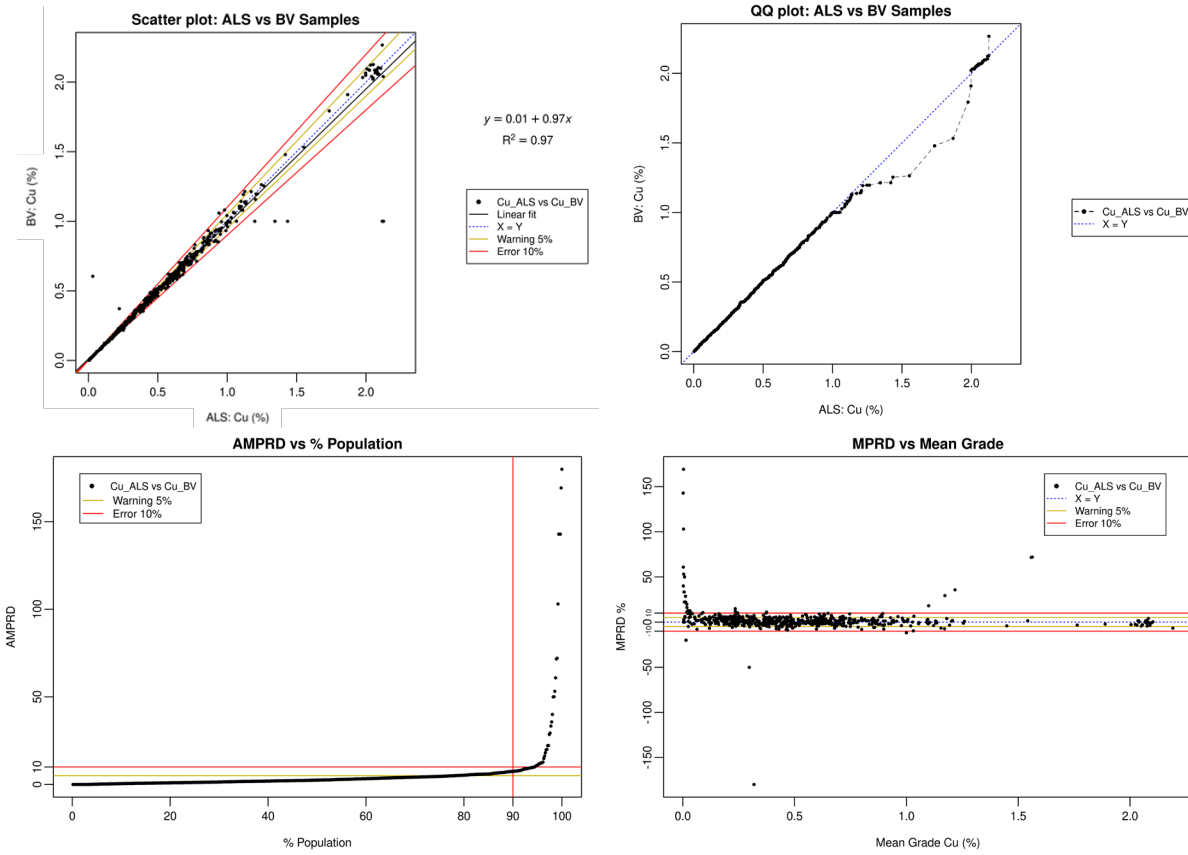 Scatter plot: ALS vs BV Samples
2.0
1.5
1.0
0.5
0.0
BV: Cu (%)
0.0 0.5 1.0 1.5 2.0
ALS: Cu (%)
y = 0.01 + 0.97x
R² = 0.97
Cu_ALS vs Cu_BV
Linear fit
X = Y
Warning 5%
Error 10%
QQ plot: ALS vs BV Samples
2.0
1.5
1.0
0.5
0.0
BV: Cu (%)
0.0 0.5 1.0 1.5 2.0
ALS: Cu (%)
Cu_ALS vs Cu_BV
X = Y
AMPRD vs % Population
Cu_ALS vs Cu_BV
Warning 5%
Error 10%
150
100
50
10
0
AMPRD
0 20 40 60 80 90 100
% Population
MPRD vs Mean Grade
Cu_ALS vs Cu_BV
X = Y
Warning 5%
Error 10%
150
100
50
10
0
-10
-50
-100
-150
MPRD %
0.0 0.5 1.0 1.5 2.0
Mean Grade Cu (%)